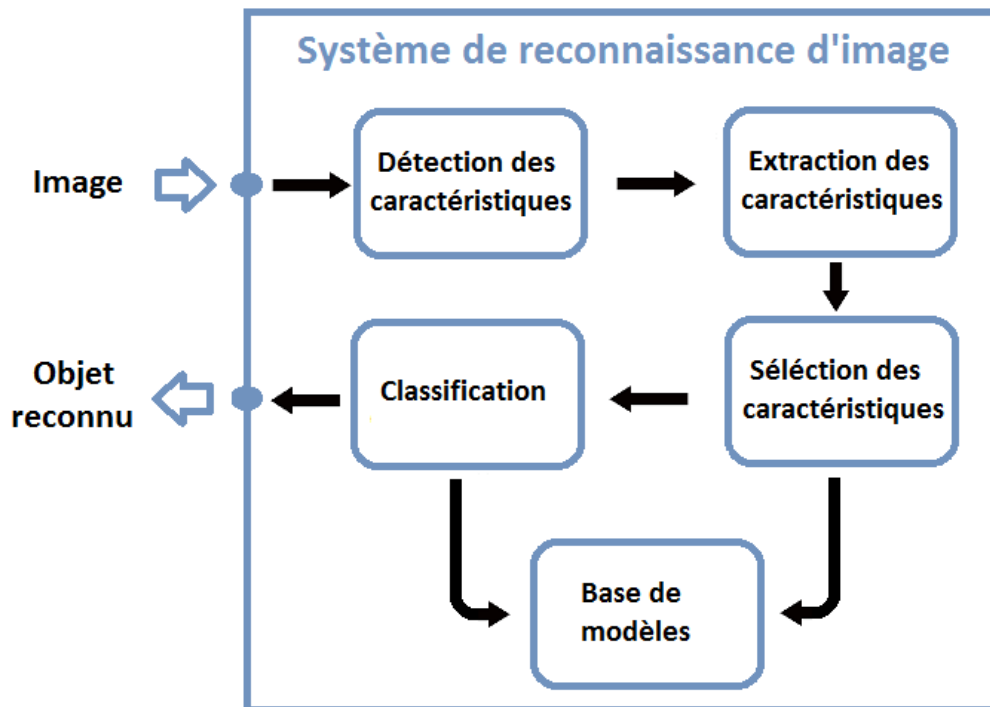 Système de reconnaissance d'image
Image
Détection des
caractéristiques
Extraction des
caractéristiques
Objet
reconnu
Classification
Séléction des
caractéristiques
Base de
modèles